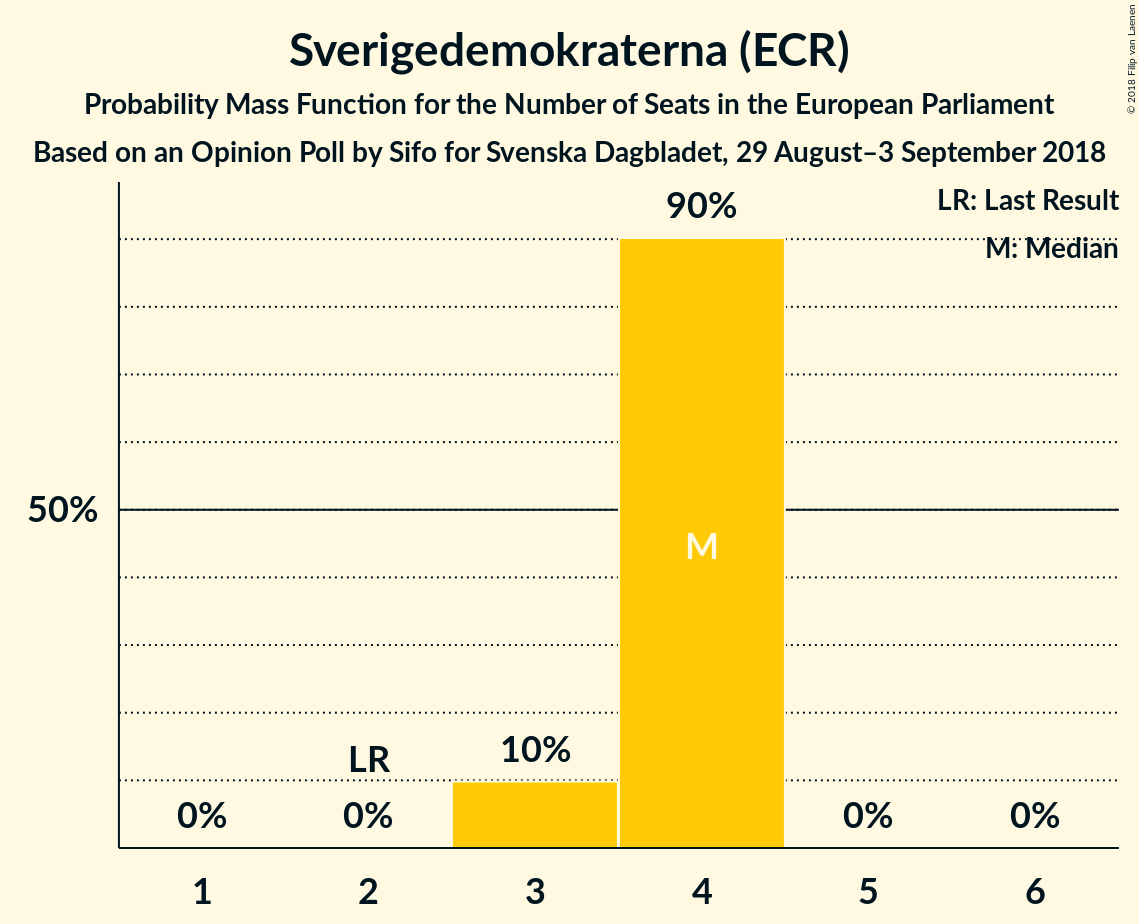 Sverigedemokraterna (ECR)
Probability Mass Function for the Number of Seats in the European Parliament
Based on an Opinion Poll by Sifo for Svenska Dagbladet, 29 August–3 September 2018
© 2018 Filip van Laenen
LR: Last Result
M: Median
90%
50%
M
LR
10%
0%
0%
0%
0%
1
2
3
4
5
6